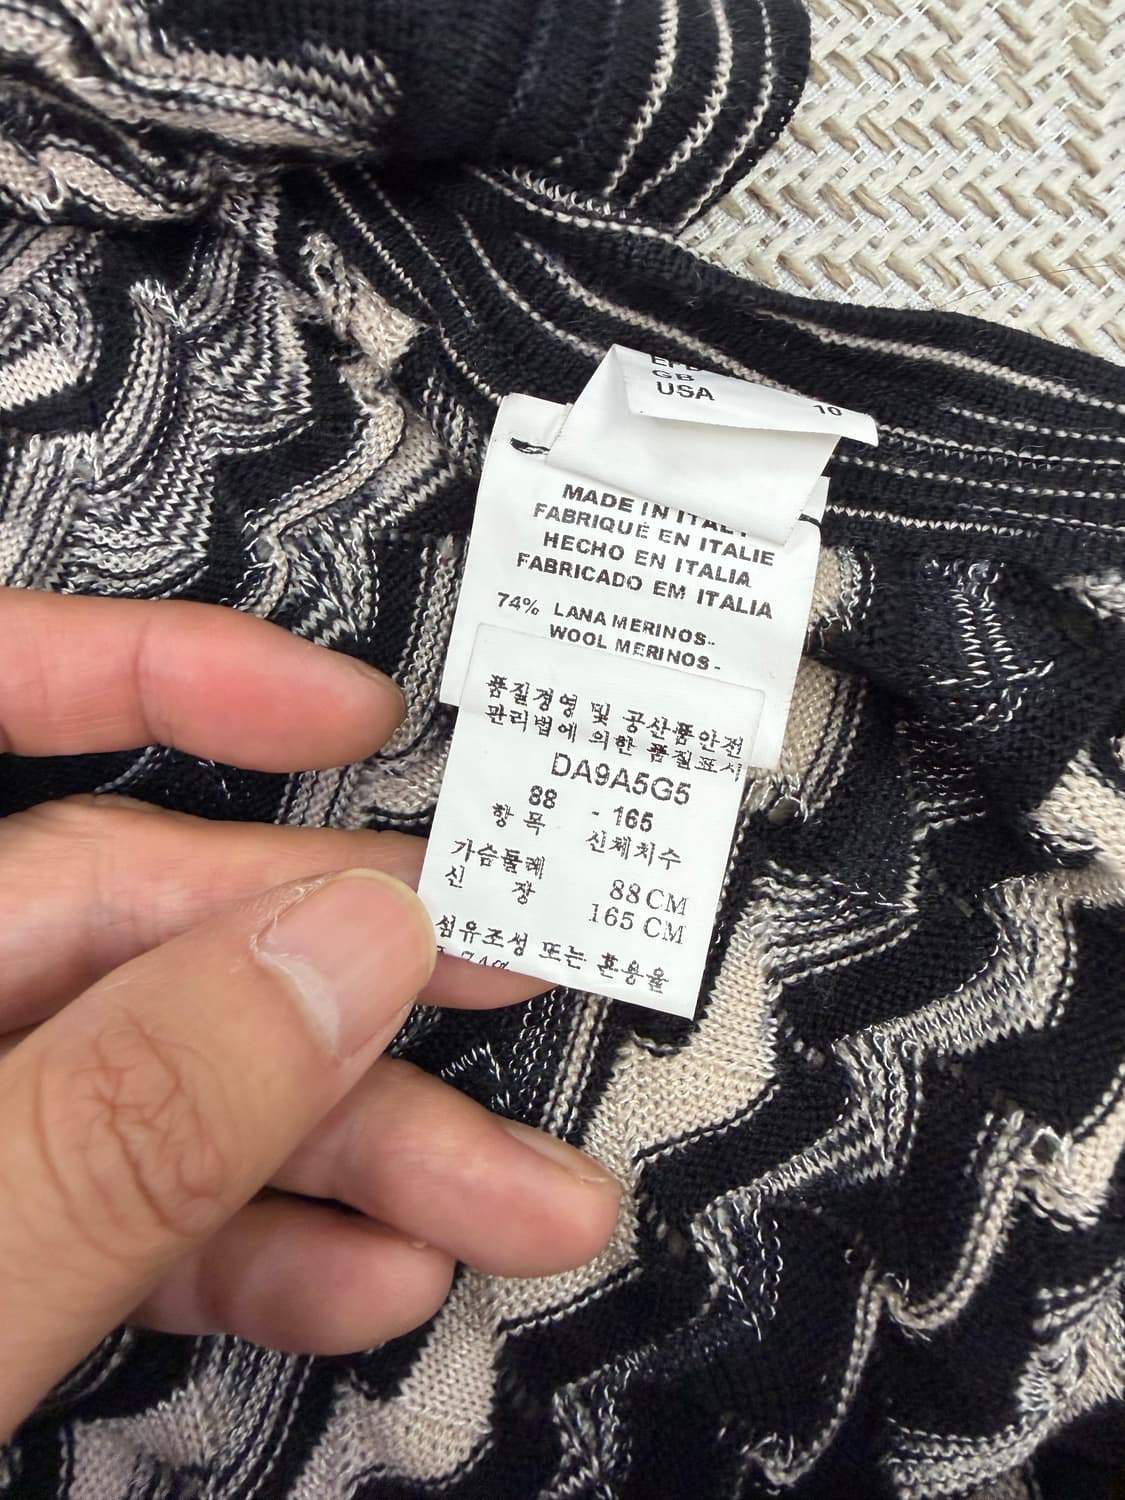 GB
USA 10
MADE IN ITALY
FABRIQUÉ EN ITALIE
HECHO EN ITALIA
FABRICADO EM ITALIA
74% LANA MERINOS-
WOOL MERINOS-
품질경영 및 공산품안전
관리법에 의한 품질표시
DA9A5G5
88 - 165
항목 신체치수
가슴둘레 88 CM
신 장 165 CM
섬유조성 또는 혼용율
74%